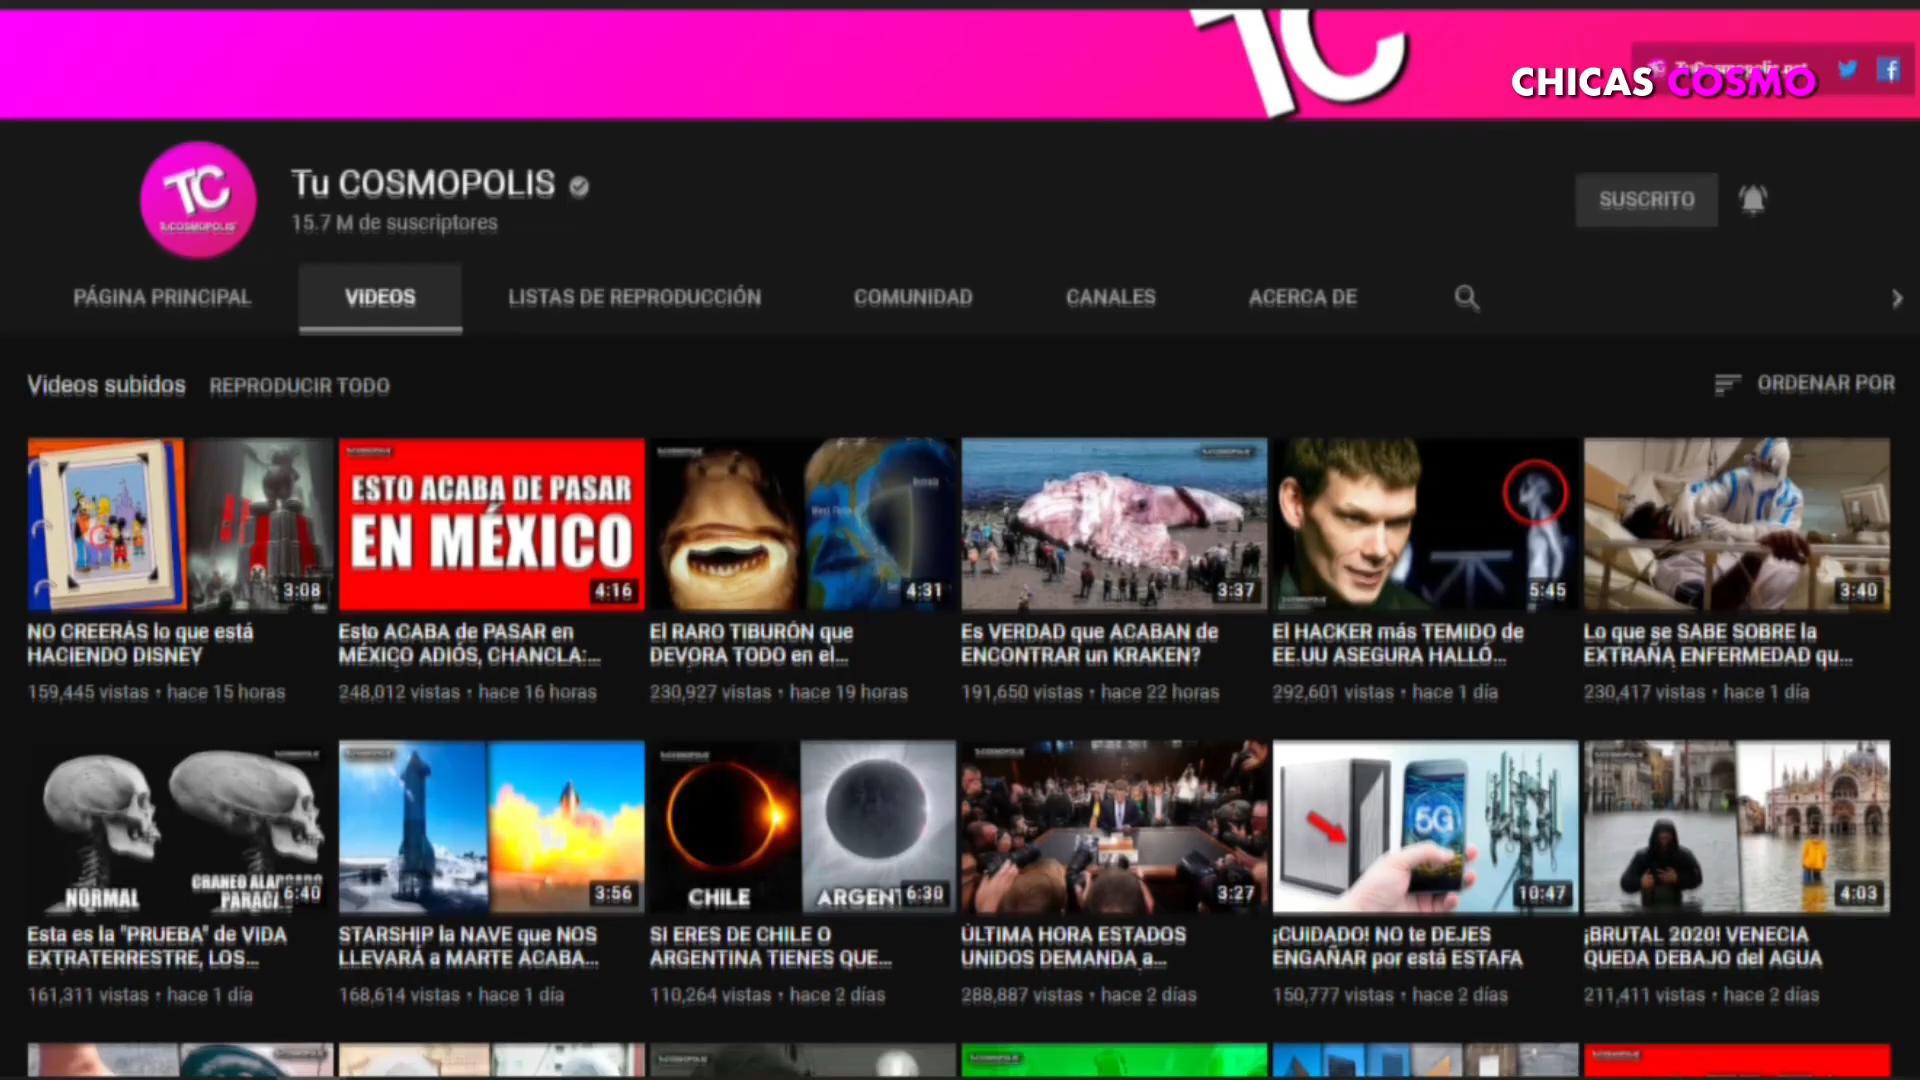 TC
CHICAS COSMO
TuCosmopolis.net
TC
TuCOSMOPOLIS
Tu COSMOPOLIS
15.7 M de suscriptores
SUSCRITO
PÁGINA PRINCIPAL
VIDEOS
LISTAS DE REPRODUCCIÓN
COMUNIDAD
CANALES
ACERCA DE
Videos subidos
REPRODUCIR TODO
ORDENAR POR
3:08
ESTO ACABA DE PASAR
EN MÉXICO
4:16
4:31
3:37
5:45
3:40
NO CREERÁS lo que está
HACIENDO DISNEY
159,445 vistas • hace 15 horas
Esto ACABA de PASAR en
MÉXICO ADIÓS, CHANCLA:...
248,012 vistas • hace 16 horas
El RARO TIBURÓN que
DEVORA TODO en el...
230,927 vistas • hace 19 horas
Es VERDAD que ACABAN de
ENCONTRAR un KRAKEN?
191,650 vistas • hace 22 horas
El HACKER más TEMIDO de
EE.UU ASEGURA HALLÓ...
292,601 vistas • hace 1 día
Lo que se SABE SOBRE la
EXTRAÑA ENFERMEDAD qu...
230,417 vistas • hace 1 día
NORMAL
CRANEO ALARGADO
PARACA
6:40
3:56
CHILE
ARGENT
6:30
3:27
5G
10:47
4:03
Esta es la "PRUEBA" de VIDA
EXTRATERRESTRE, LOS...
161,311 vistas • hace 1 día
STARSHIP la NAVE que NOS
LLEVARÁ a MARTE ACABA...
168,614 vistas • hace 1 día
SI ERES DE CHILE O
ARGENTINA TIENES QUE...
110,264 vistas • hace 2 días
ÚLTIMA HORA ESTADOS
UNIDOS DEMANDA a...
288,887 vistas • hace 2 días
¡CUIDADO! NO te DEJES
ENGAÑAR por está ESTAFA
150,777 vistas • hace 2 días
¡BRUTAL 2020! VENECIA
QUEDA DEBAJO del AGUA
211,411 vistas • hace 2 días